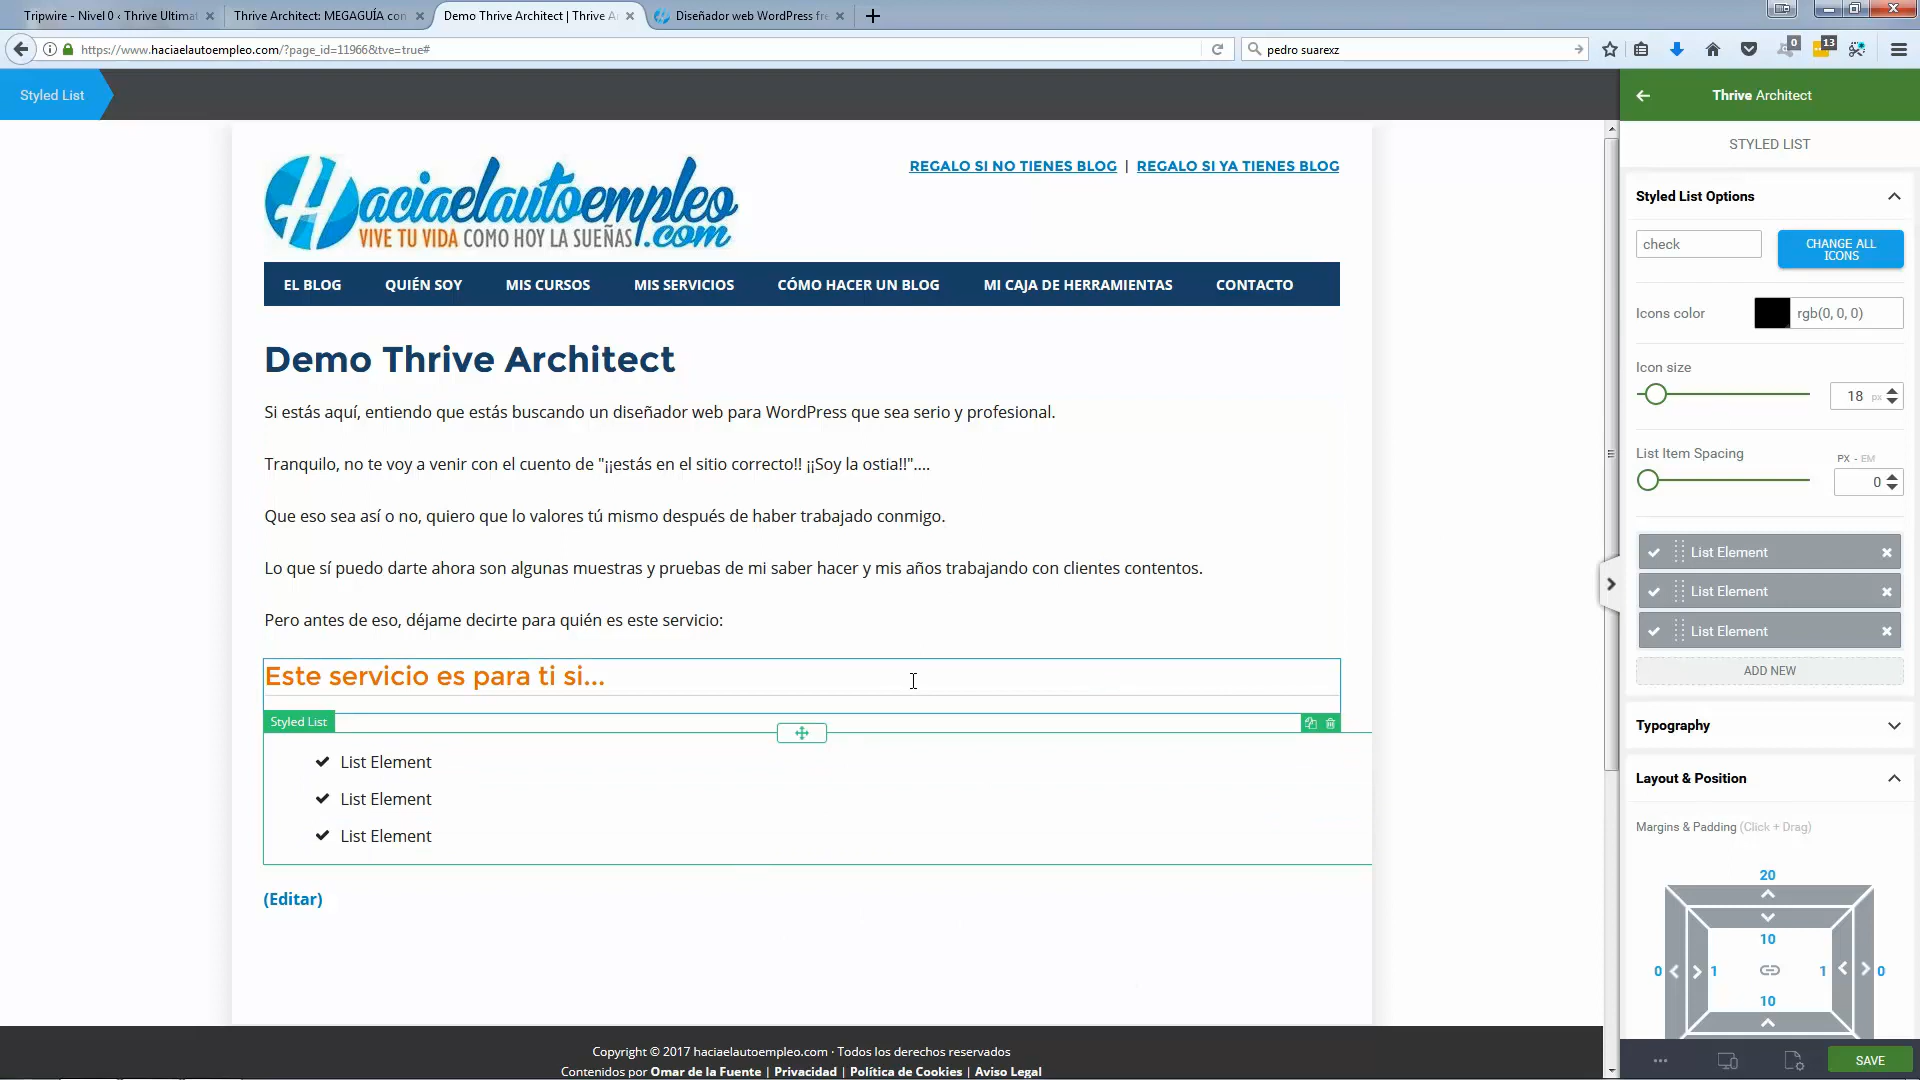 Tripwire - Nivel 0 ‹ Thrive Ultimat
Thrive Architect: MEGAGUÍA con
Demo Thrive Architect | Thrive A
Diseñador web WordPress fre
https://www.haciaelautoempleo.com/?page_id=11966&tve=true#
pedro suarexz
0
13
Styled List
Thrive Architect
STYLED LIST
Haciaelautoempleo.com
VIVE TU VIDA COMO HOY LA SUEÑAS
REGALO SI NO TIENES BLOG | REGALO SI YA TIENES BLOG
EL BLOG QUIÉN SOY MIS CURSOS MIS SERVICIOS CÓMO HACER UN BLOG MI CAJA DE HERRAMIENTAS CONTACTO
Demo Thrive Architect
Si estás aquí, entiendo que estás buscando un diseñador web para WordPress que sea serio y profesional.
Tranquilo, no te voy a venir con el cuento de "¡¡estás en el sitio correcto!! ¡¡Soy la ostia!!"....
Que eso sea así o no, quiero que lo valores tú mismo después de haber trabajado conmigo.
Lo que sí puedo darte ahora son algunas muestras y pruebas de mi saber hacer y mis años trabajando con clientes contentos.
Pero antes de eso, déjame decirte para quién es este servicio:
Este servicio es para ti si...
Styled List
List Element
List Element
List Element
(Editar)
Copyright © 2017 haciaelautoempleo.com · Todos los derechos reservados
Contenidos por Omar de la Fuente | Privacidad | Política de Cookies | Aviso Legal
Styled List Options
check
CHANGE ALL
ICONS
Icons color
rgb(0, 0, 0)
Icon size
18 px
List Item Spacing
PX - EM
0
List Element
List Element
List Element
ADD NEW
Typography
Layout & Position
Margins & Padding (Click + Drag)
20
10
0 1 1 0
10
SAVE